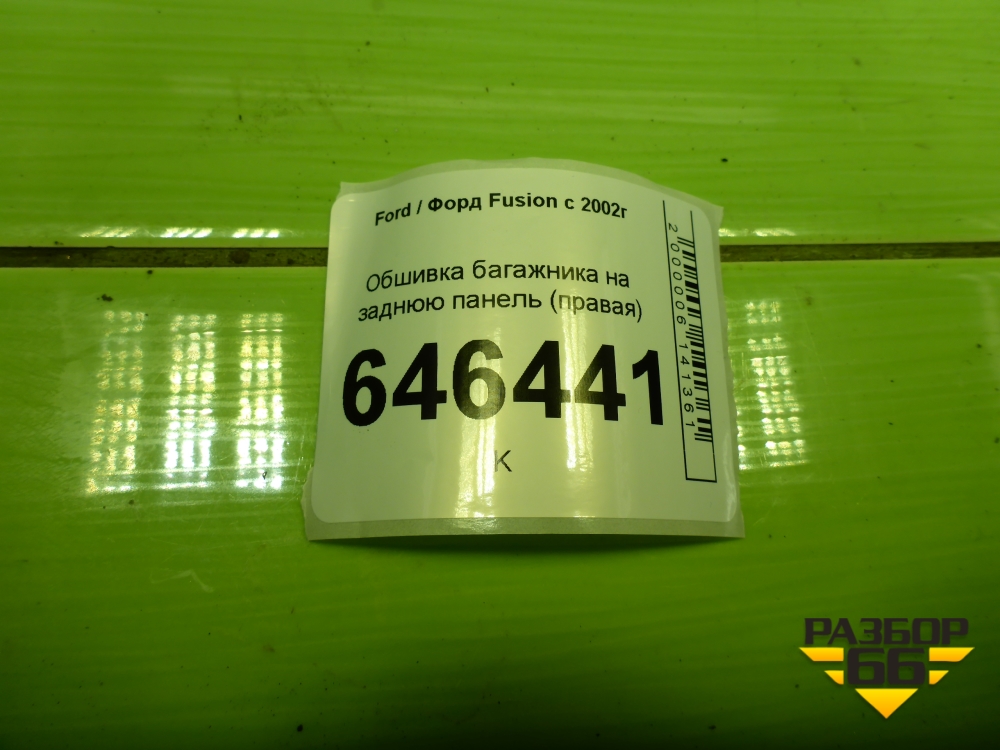 Ford / Форд Fusion с 2002г
Обшивка багажника на
заднюю панель (правая)
646441
К
2000006141361
РАЗБОР
66